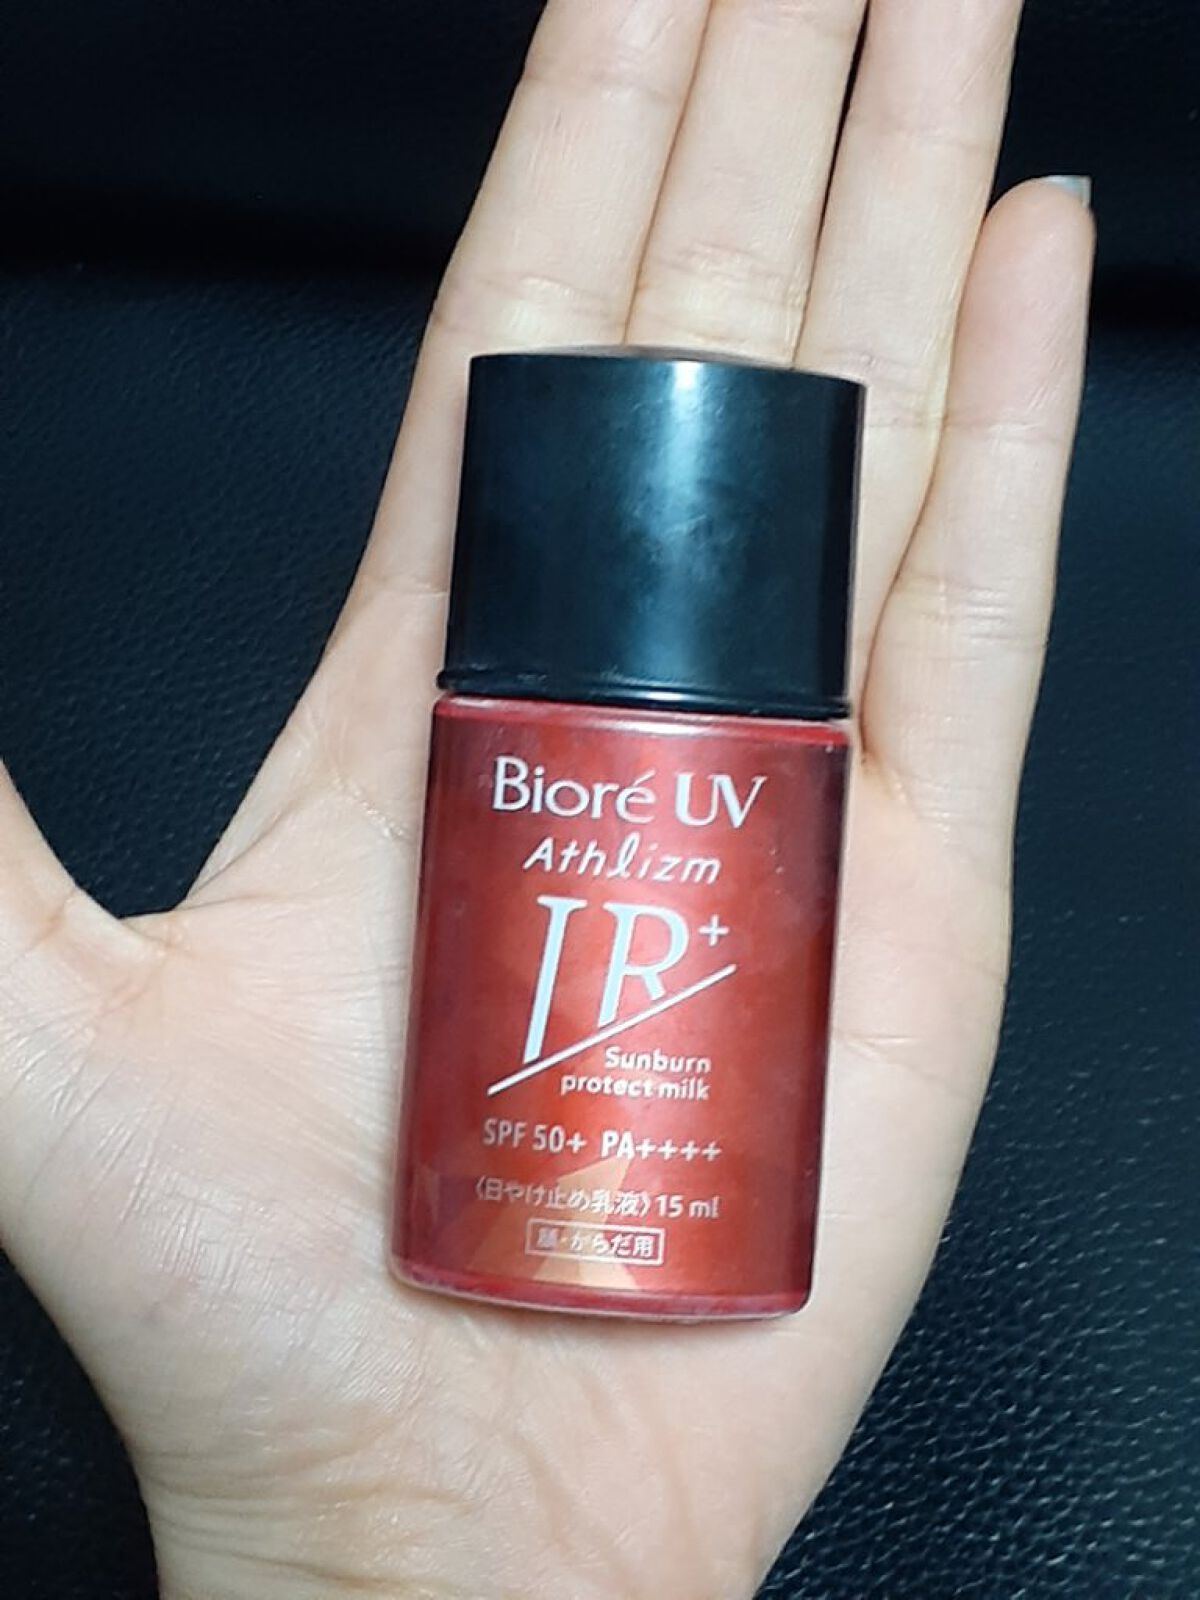 Bioré UV
Athlizm
IR+
Sunburn
protect milk
SPF 50+ PA++++
〈日やけ止め乳液〉15 ml
顔・からだ用